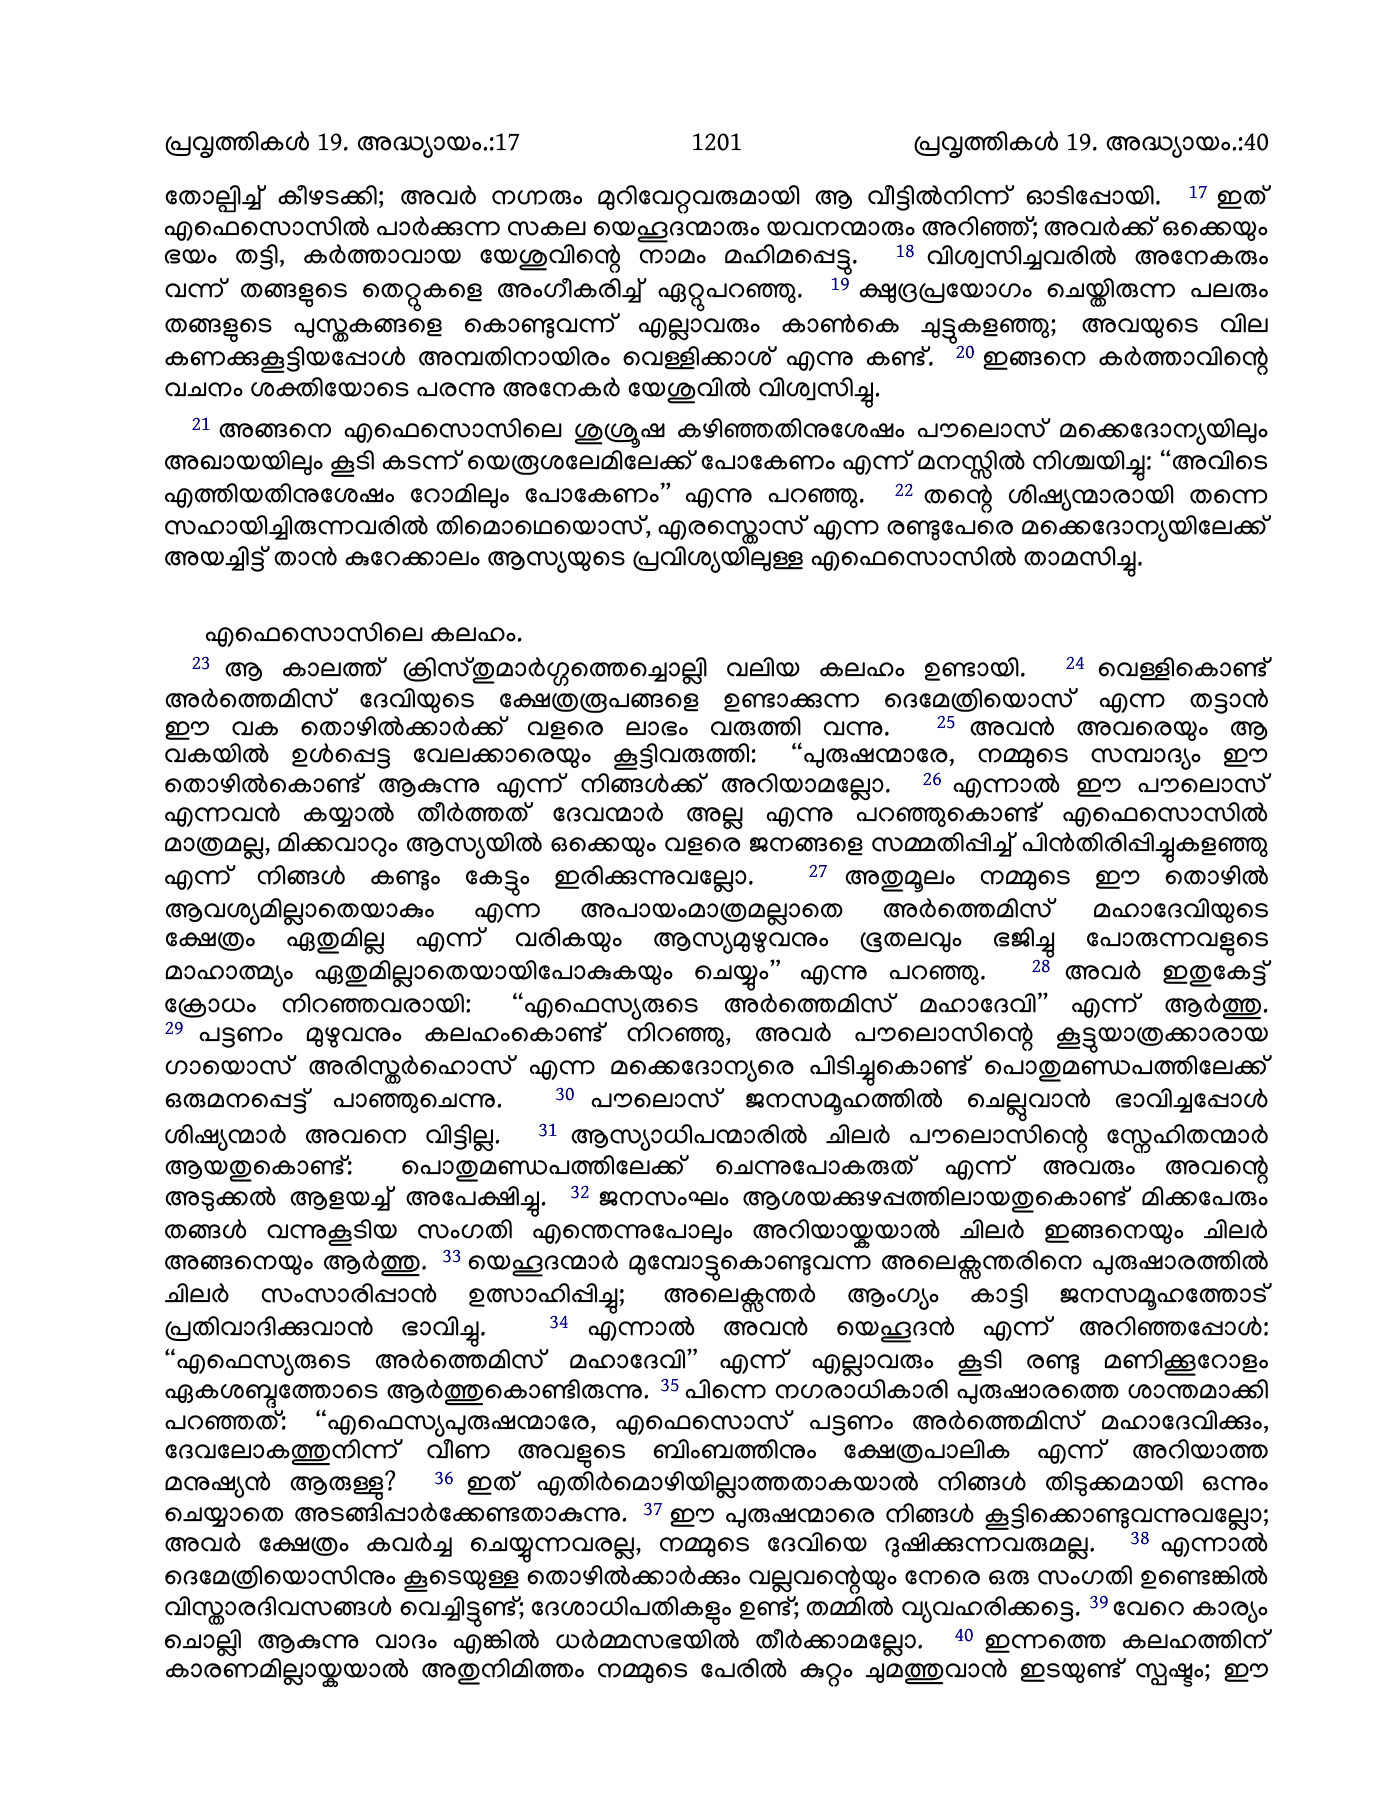 പ്രവൃത്തികൾ 19. അദ്ധ്യായം.:17 1201 പ്രവൃത്തികൾ 19. അദ്ധ്യായം.:40
തോല്പിച്ച് കീഴടക്കി; അവർ നഗ്നരും മുറിവേറ്റവരുമായി ആ വീട്ടിൽനിന്ന് ഓടിപ്പോയി. 17 ഇത്
എഫെസൊസിൽ പാർക്കുന്ന സകല യെഹൂദന്മാരും യവനന്മാരും അറിഞ്ഞ്; അവർക്ക് ഒക്കെയും
ഭയം തട്ടി, കർത്താവായ യേശുവിന്റെ നാമം മഹിമപ്പെട്ടു. 18 വിശ്വസിച്ചവരിൽ അനേകരും
വന്ന് തങ്ങളുടെ തെറ്റുകളെ അംഗീകരിച്ച് ഏറ്റുപറഞ്ഞു. 19 ക്ഷുദ്രപ്രയോഗം ചെയ്തിരുന്ന പലരും
തങ്ങളുടെ പുസ്തകങ്ങളെ കൊണ്ടുവന്ന് എല്ലാവരും കാൺകെ ചുട്ടുകളഞ്ഞു; അവയുടെ വില
കണക്കുകൂട്ടിയപ്പോൾ അമ്പതിനായിരം വെള്ളിക്കാശ് എന്നു കണ്ട്. 20 ഇങ്ങനെ കർത്താവിന്റെ
വചനം ശക്തിയോടെ പരന്നു അനേകർ യേശുവിൽ വിശ്വസിച്ചു.
21 അങ്ങനെ എഫെസൊസിലെ ശുശ്രൂഷ കഴിഞ്ഞതിനുശേഷം പൗലൊസ് മക്കെദോന്യയിലും
അഖായയിലും കൂടി കടന്ന് യെരൂശലേമിലേക്ക് പോകേണം എന്ന് മനസ്സിൽ നിശ്ചയിച്ചു: “അവിടെ
എത്തിയതിനുശേഷം റോമിലും പോകേണം” എന്നു പറഞ്ഞു. 22 തന്റെ ശിഷ്യന്മാരായി തന്നെ
സഹായിച്ചിരുന്നവരിൽ തിമൊഥെയൊസ്, എരസ്തൊസ് എന്ന രണ്ടുപേരെ മക്കെദോന്യയിലേക്ക്
അയച്ചിട്ട് താൻ കുറേക്കാലം ആസ്യയുടെ പ്രവിശ്യയിലുള്ള എഫെസൊസിൽ താമസിച്ചു.
എഫെസൊസിലെ കലഹം.
23 ആ കാലത്ത് ക്രിസ്തുമാർഗ്ഗത്തെച്ചൊല്ലി വലിയ കലഹം ഉണ്ടായി. 24 വെള്ളികൊണ്ട്
അർത്തെമിസ് ദേവിയുടെ ക്ഷേത്രരൂപങ്ങളെ ഉണ്ടാക്കുന്ന ദെമേത്രിയൊസ് എന്ന തട്ടാൻ
ഈ വക തൊഴിൽക്കാർക്ക് വളരെ ലാഭം വരുത്തി വന്നു. 25 അവൻ അവരെയും ആ
വകയിൽ ഉൾപ്പെട്ട വേലക്കാരെയും കൂട്ടിവരുത്തി: “പുരുഷന്മാരേ, നമ്മുടെ സമ്പാദ്യം ഈ
തൊഴിൽകൊണ്ട് ആകുന്നു എന്ന് നിങ്ങൾക്ക് അറിയാമല്ലോ. 26 എന്നാൽ ഈ പൗലൊസ്
എന്നവൻ കയ്യാൽ തീർത്തത് ദേവന്മാർ അല്ല എന്നു പറഞ്ഞുകൊണ്ട് എഫെസൊസിൽ
മാത്രമല്ല, മിക്കവാറും ആസ്യയിൽ ഒക്കെയും വളരെ ജനങ്ങളെ സമ്മതിപ്പിച്ച് പിൻതിരിപ്പിച്ചുകളഞ്ഞു
എന്ന് നിങ്ങൾ കണ്ടും കേട്ടും ഇരിക്കുന്നുവല്ലോ. 27 അതുമൂലം നമ്മുടെ ഈ തൊഴിൽ
ആവശ്യമില്ലാതെയാകും എന്ന അപായംമാത്രമല്ലാതെ അർത്തെമിസ് മഹാദേവിയുടെ
ക്ഷേത്രം ഏതുമില്ല എന്ന് വരികയും ആസ്യമുഴുവനും ഭൂതലവും ഭജിച്ചു പോരുന്നവളുടെ
മാഹാത്മ്യം ഏതുമില്ലാതെയായിപോകുകയും ചെയ്യും” എന്നു പറഞ്ഞു. 28 അവർ ഇതുകേട്ട്
ക്രോധം നിറഞ്ഞവരായി: “എഫെസ്യരുടെ അർത്തെമിസ് മഹാദേവി” എന്ന് ആർത്തു.
29 പട്ടണം മുഴുവനും കലഹംകൊണ്ട് നിറഞ്ഞു, അവർ പൗലൊസിന്റെ കൂട്ടുയാത്രക്കാരായ
ഗായൊസ് അരിസ്തർഹൊസ് എന്ന മക്കെദോന്യരെ പിടിച്ചുകൊണ്ട് പൊതുമണ്ഡപത്തിലേക്ക്
ഒരുമനപ്പെട്ട് പാഞ്ഞുചെന്നു. 30 പൗലൊസ് ജനസമൂഹത്തിൽ ചെല്ലുവാൻ ഭാവിച്ചപ്പോൾ
ശിഷ്യന്മാർ അവനെ വിട്ടില്ല. 31 ആസ്യാധിപന്മാരിൽ ചിലർ പൗലൊസിന്റെ സ്നേഹിതന്മാർ
ആയതുകൊണ്ട്: പൊതുമണ്ഡപത്തിലേക്ക് ചെന്നുപോകരുത് എന്ന് അവരും അവന്റെ
അടുക്കൽ ആളയച്ച് അപേക്ഷിച്ചു. 32 ജനസംഘം ആശയക്കുഴപ്പത്തിലായതുകൊണ്ട് മിക്കപേരും
തങ്ങൾ വന്നുകൂടിയ സംഗതി എന്തെന്നുപോലും അറിയായ്കയാൽ ചിലർ ഇങ്ങനെയും ചിലർ
അങ്ങനെയും ആർത്തു. 33 യെഹൂദന്മാർ മുമ്പോട്ടുകൊണ്ടുവന്ന അലെക്സന്തരിനെ പുരുഷാരത്തിൽ
ചിലർ സംസാരിപ്പാൻ ഉത്സാഹിപ്പിച്ചു; അലെക്സന്തർ ആംഗ്യം കാട്ടി ജനസമൂഹത്തോട്
പ്രതിവാദിക്കുവാൻ ഭാവിച്ചു. 34 എന്നാൽ അവൻ യെഹൂദൻ എന്ന് അറിഞ്ഞപ്പോൾ:
“എഫെസ്യരുടെ അർത്തെമിസ് മഹാദേവി” എന്ന് എല്ലാവരും കൂടി രണ്ടു മണിക്കൂറോളം
ഏകശബ്ദത്തോടെ ആർത്തുകൊണ്ടിരുന്നു. 35 പിന്നെ നഗരാധികാരി പുരുഷാരത്തെ ശാന്തമാക്കി
പറഞ്ഞത്: “എഫെസ്യപുരുഷന്മാരേ, എഫെസൊസ് പട്ടണം അർത്തെമിസ് മഹാദേവിക്കും,
ദേവലോകത്തുനിന്ന് വീണ അവളുടെ ബിംബത്തിനും ക്ഷേത്രപാലിക എന്ന് അറിയാത്ത
മനുഷ്യൻ ആരുള്ളു? 36 ഇത് എതിർമൊഴിയില്ലാത്തതാകയാൽ നിങ്ങൾ തിടുക്കമായി ഒന്നും
ചെയ്യാതെ അടങ്ങിപ്പാർക്കേണ്ടതാകുന്നു. 37 ഈ പുരുഷന്മാരെ നിങ്ങൾ കൂട്ടിക്കൊണ്ടുവന്നുവല്ലോ;
അവർ ക്ഷേത്രം കവർച്ച ചെയ്യുന്നവരല്ല, നമ്മുടെ ദേവിയെ ദുഷിക്കുന്നവരുമല്ല. 38 എന്നാൽ
ദെമേത്രിയൊസിനും കൂടെയുള്ള തൊഴിൽക്കാർക്കും വല്ലവന്റെയും നേരെ ഒരു സംഗതി ഉണ്ടെങ്കിൽ
വിസ്താരദിവസങ്ങൾ വെച്ചിട്ടുണ്ട്; ദേശാധിപതികളും ഉണ്ട്; തമ്മിൽ വ്യവഹരിക്കട്ടെ. 39 വേറെ കാര്യം
ചൊല്ലി ആകുന്നു വാദം എങ്കിൽ ധർമ്മസഭയിൽ തീർക്കാമല്ലോ. 40 ഇന്നത്തെ കലഹത്തിന്
കാരണമില്ലായ്കയാൽ അതുനിമിത്തം നമ്മുടെ പേരിൽ കുറ്റം ചുമത്തുവാൻ ഇടയുണ്ട് സ്പഷ്ടം; ഈ